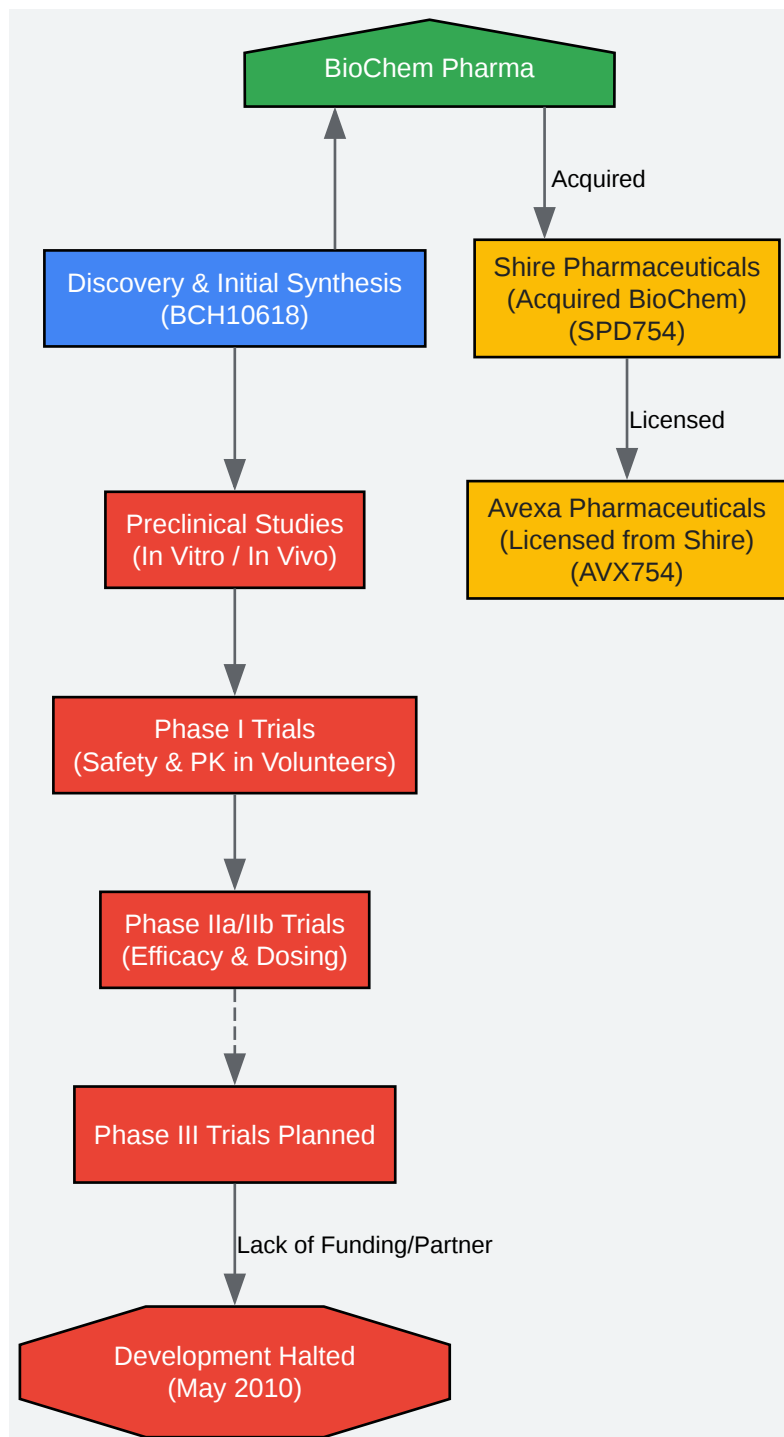 BioChem Pharma
Acquired
Discovery & Initial Synthesis
(BCH10618)
Shire Pharmaceuticals
(Acquired BioChem)
(SPD754)
Licensed
Preclinical Studies
(In Vitro / In Vivo)
Avexa Pharmaceuticals
(Licensed from Shire)
(AVX754)
Phase I Trials
(Safety & PK in Volunteers)
Phase IIa/IIb Trials
(Efficacy & Dosing)
Phase III Trials Planned
Lack of Funding/Partner
Development Halted
(May 2010)